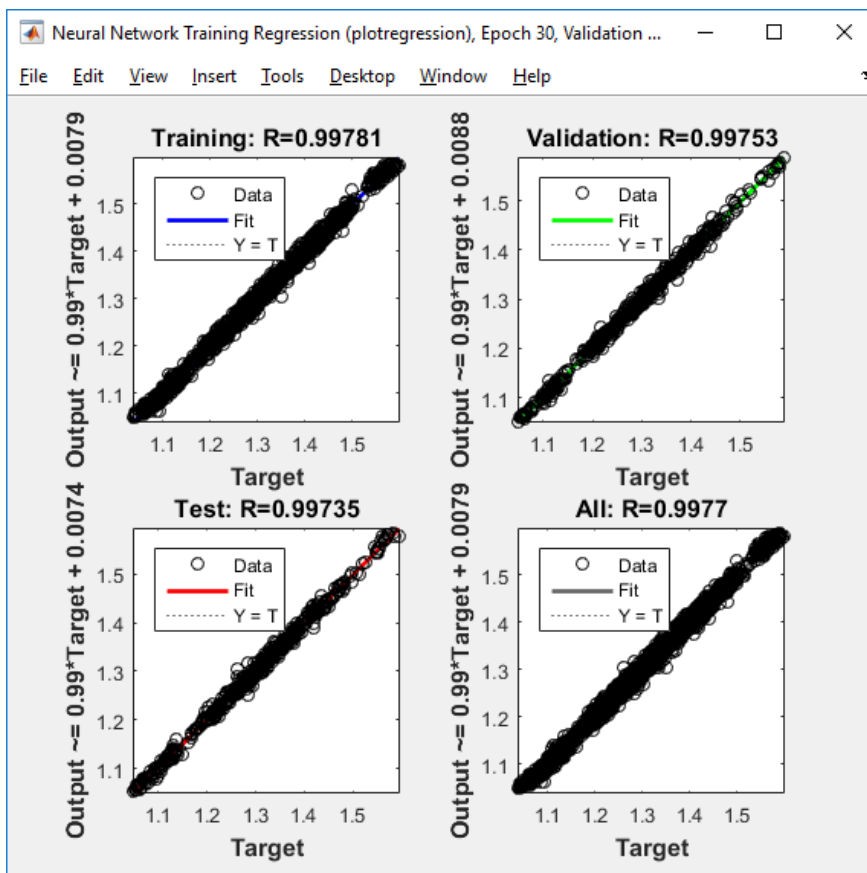 Neural Network Training Regression (plotregression), Epoch 30, Validation ...
File Edit View Insert Tools Desktop Window Help
Training: R=0.99781
Output ~= 0.99*Target + 0.0079
Data
Fit
Y = T
1.5
1.4
1.3
1.2
1.1
1.1 1.2 1.3 1.4 1.5
Target
Validation: R=0.99753
Output ~= 0.99*Target + 0.0088
Data
Fit
Y = T
1.5
1.4
1.3
1.2
1.1
1.1 1.2 1.3 1.4 1.5
Target
Test: R=0.99735
Output ~= 0.99*Target + 0.0074
Data
Fit
Y = T
1.5
1.4
1.3
1.2
1.1
1.1 1.2 1.3 1.4 1.5
Target
All: R=0.9977
Output ~= 0.99*Target + 0.0079
Data
Fit
Y = T
1.5
1.4
1.3
1.2
1.1
1.1 1.2 1.3 1.4 1.5
Target